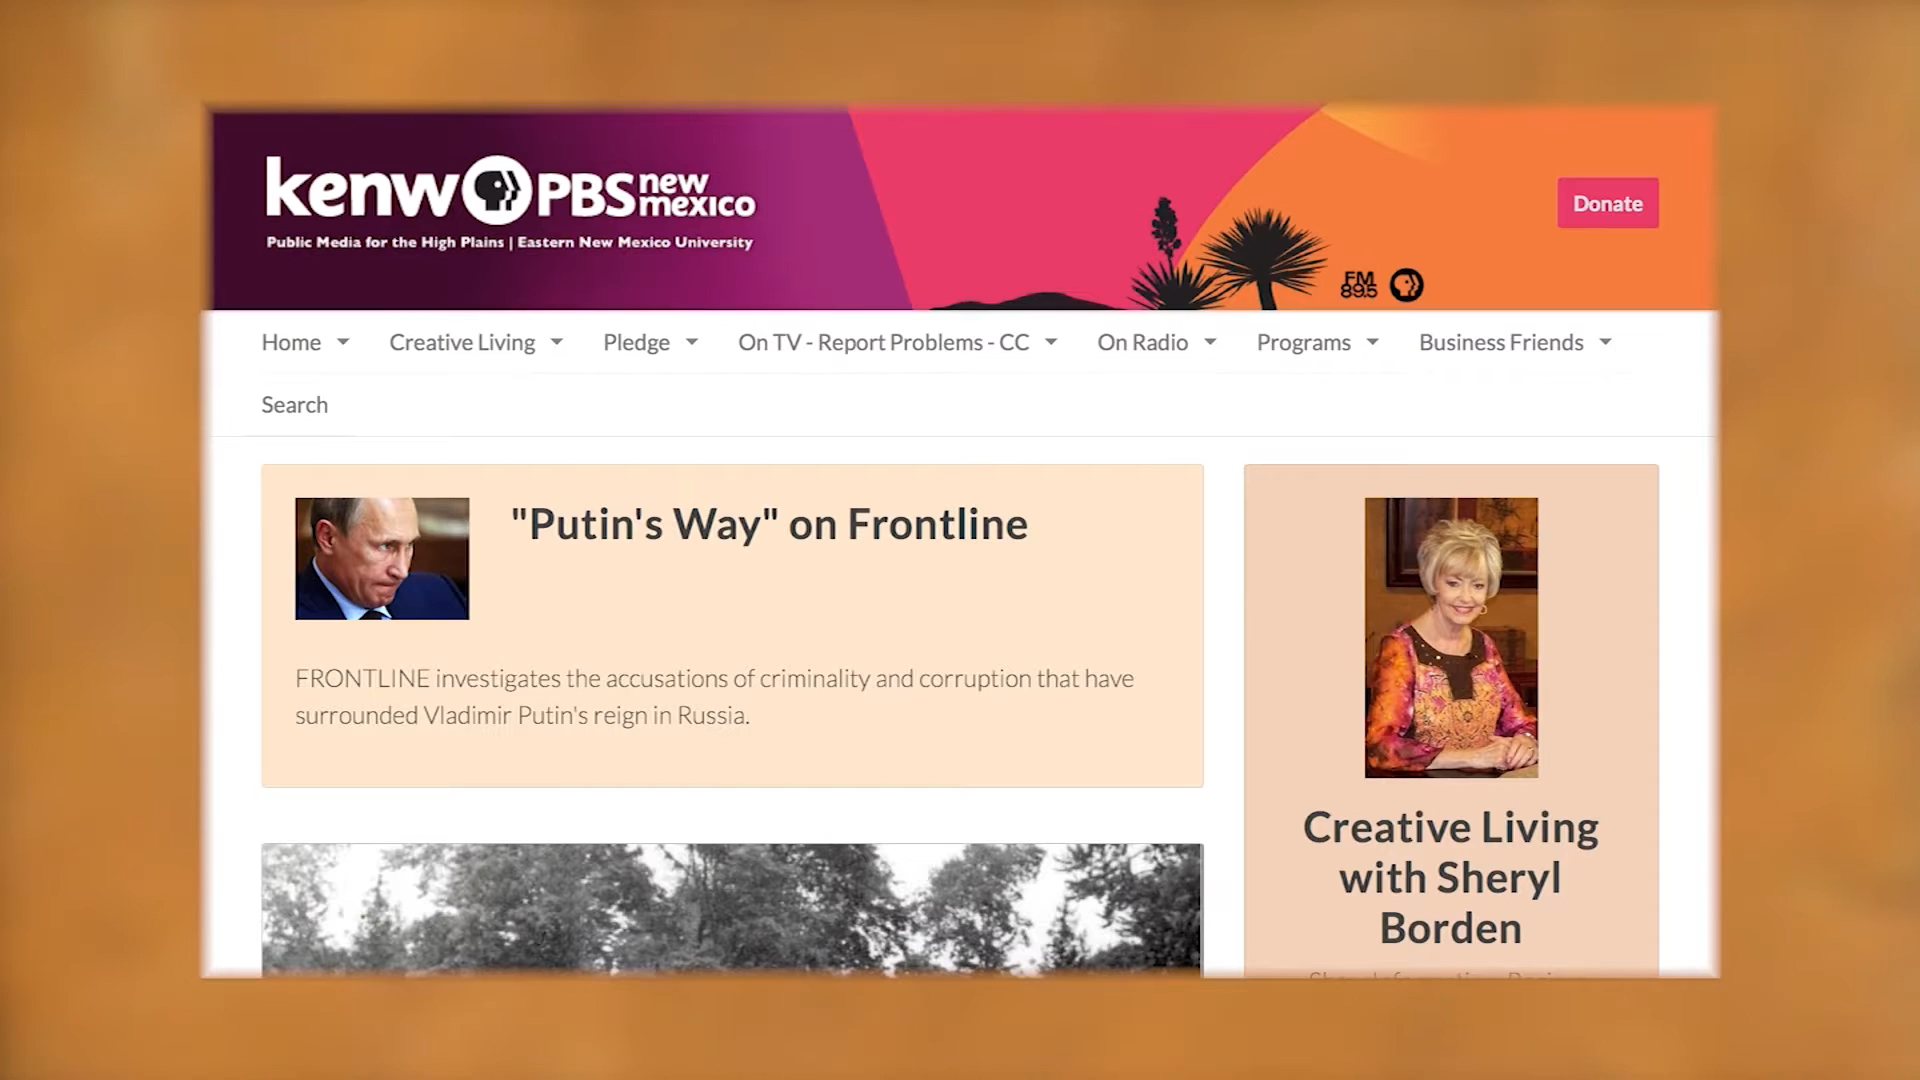 kenw PBS new mexico
Public Media for the High Plains | Eastern New Mexico University
Donate
FM 89.5
Home
Creative Living
Pledge
On TV - Report Problems - CC
On Radio
Programs
Business Friends
Search
"Putin's Way" on Frontline
FRONTLINE investigates the accusations of criminality and corruption that have
surrounded Vladimir Putin's reign in Russia.
Creative Living
with Sheryl
Borden